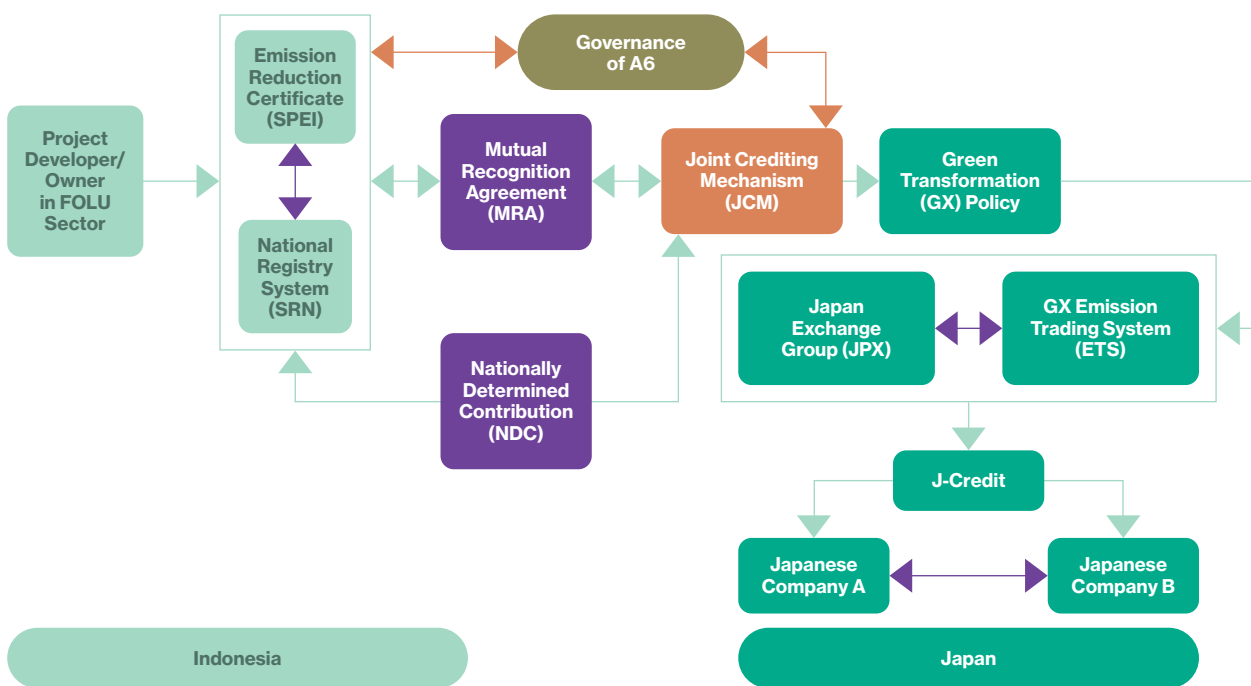 Project
Developer/
Owner
in FOLU
Sector
Emission
Reduction
Certificate
(SPEI)
National
Registry
System
(SRN)
Governance
of A6
Mutual
Recognition
Agreement
(MRA)
Nationally
Determined
Contribution
(NDC)
Joint Crediting
Mechanism
(JCM)
Green
Transformation
(GX) Policy
Japan
Exchange
Group (JPX)
GX Emission
Trading System
(ETS)
J-Credit
Japanese
Company A
Japanese
Company B
Indonesia
Japan